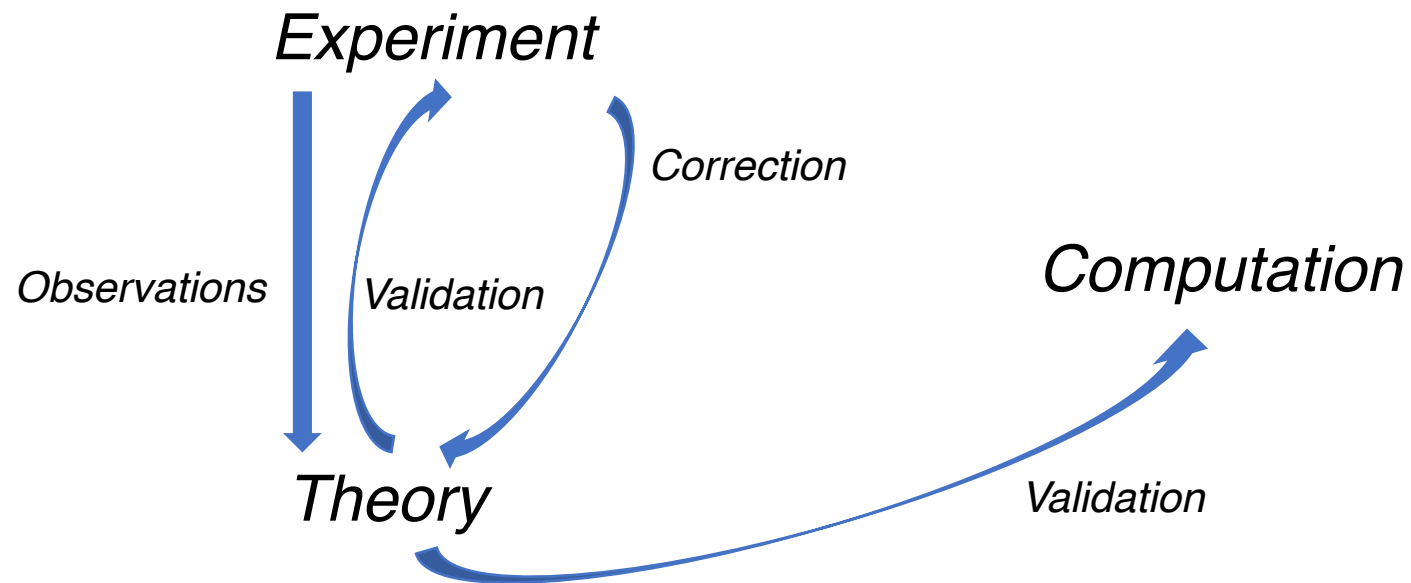 Experiment
Correction
Observations
Validation
Computation
Theory
Validation